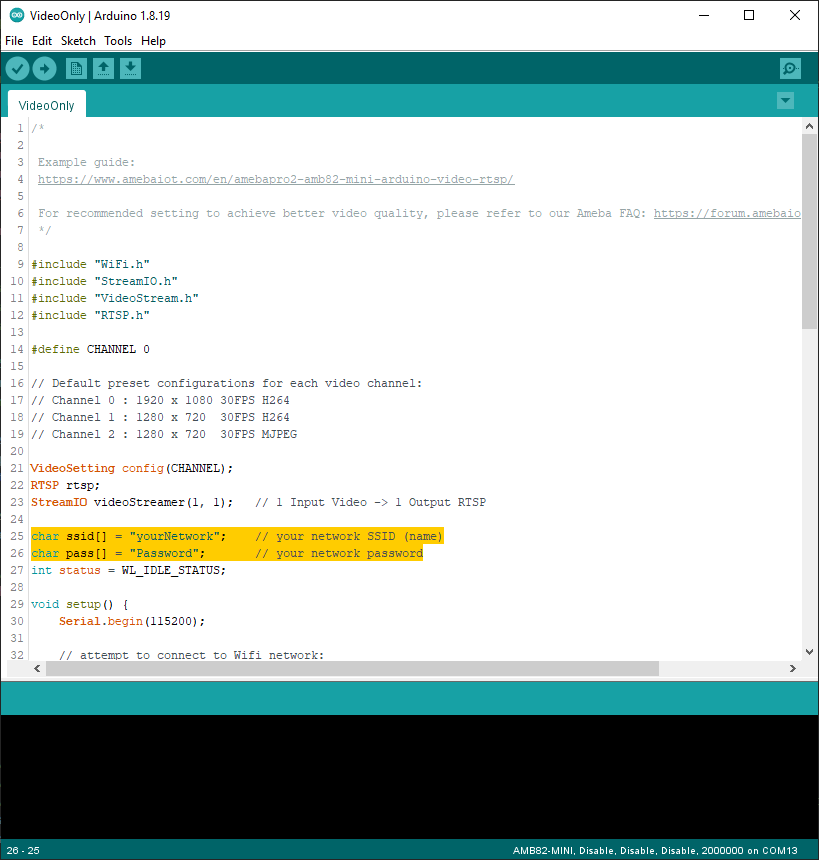 VideoOnly | Arduino 1.8.19
File Edit Sketch Tools Help
VideoOnly
1 /*
2
3 Example guide:
4 https://www.amebaiot.com/en/amebapro2-amb82-mini-arduino-video-rtsp/
5
6 For recommended setting to achieve better video quality, please refer to our Ameba FAQ: https://forum.amebaio
7 */
8
9 #include "WiFi.h"
10 #include "StreamIO.h"
11 #include "VideoStream.h"
12 #include "RTSP.h"
13
14 #define CHANNEL 0
15
16 // Default preset configurations for each video channel:
17 // Channel 0 : 1920 x 1080 30FPS H264
18 // Channel 1 : 1280 x 720  30FPS H264
19 // Channel 2 : 1280 x 720  30FPS MJPEG
20
21 VideoSetting config(CHANNEL);
22 RTSP rtsp;
23 StreamIO videoStreamer(1, 1);   // 1 Input Video -> 1 Output RTSP
24
25 char ssid[] = "yourNetwork";    // your network SSID (name)
26 char pass[] = "Password";       // your network password
27 int status = WL_IDLE_STATUS;
28
29 void setup() {
30     Serial.begin(115200);
31
32     // attempt to connect to Wifi network:
26 - 25 AMB82-MINI, Disable, Disable, Disable, 2000000 on COM13